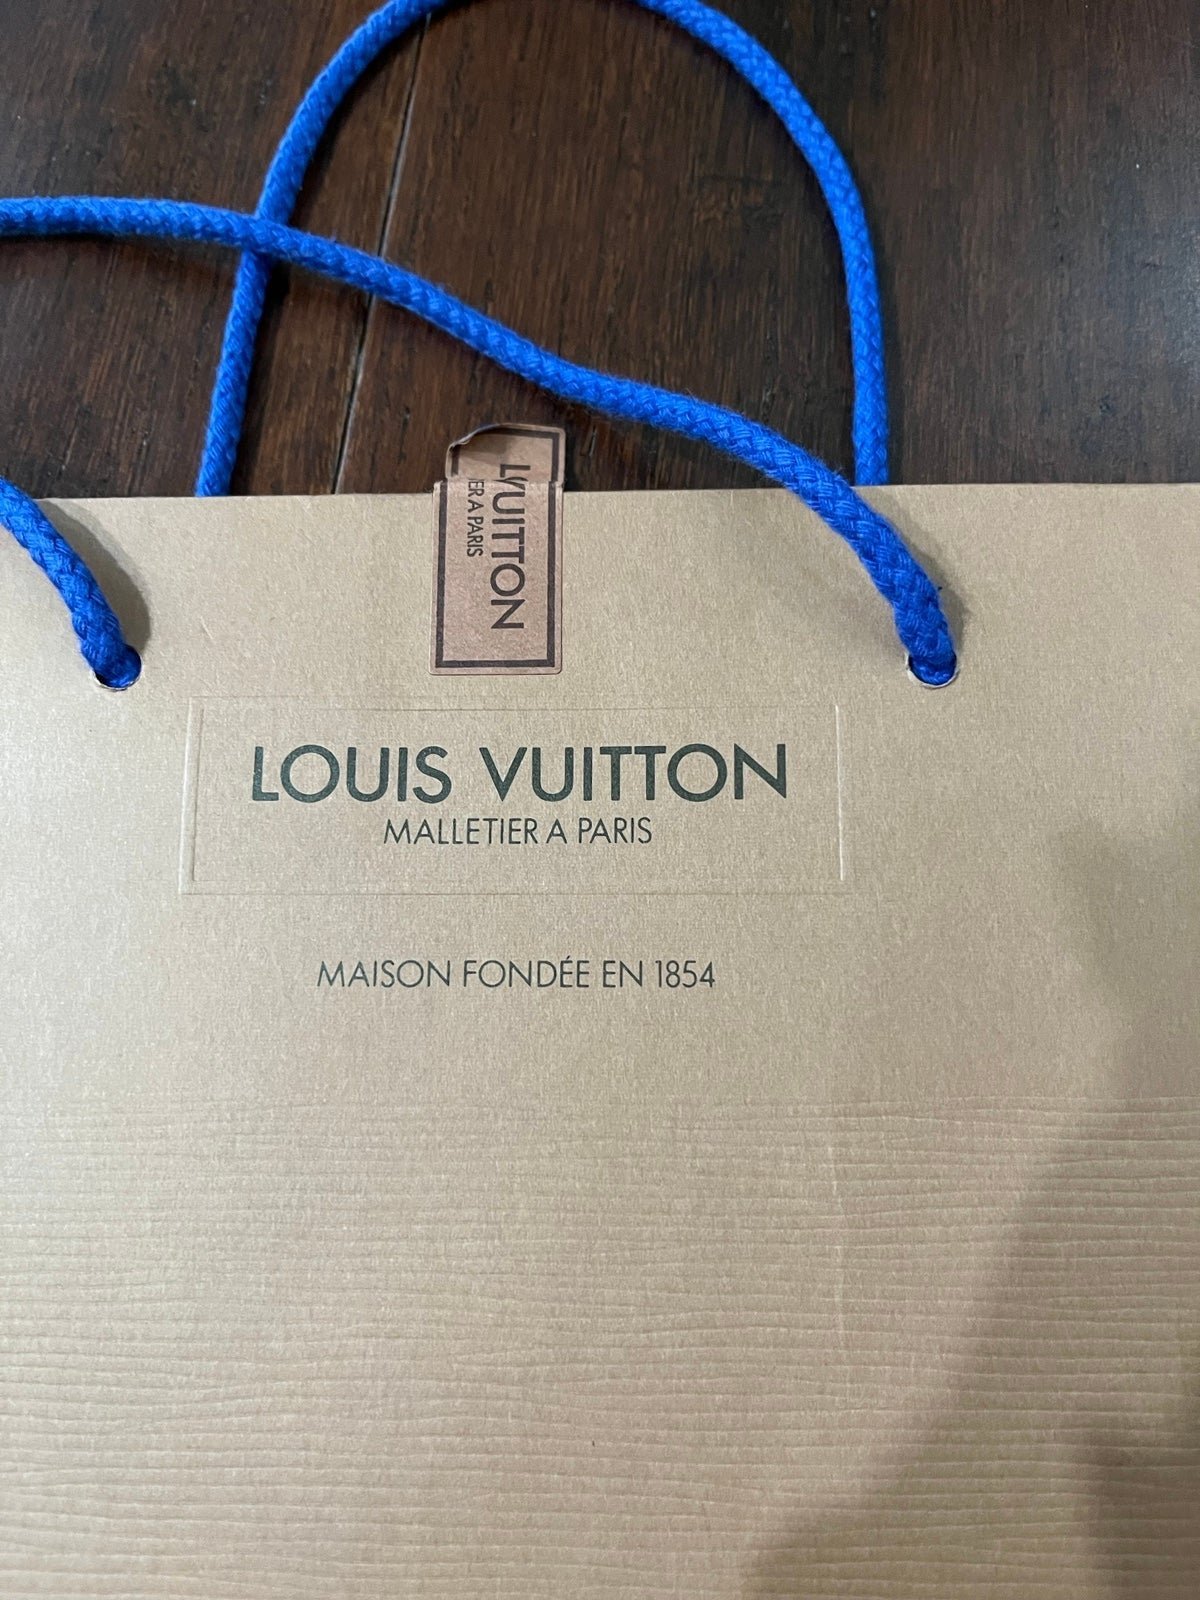 VUITTON
ER A PARIS
LOUIS VUITTON
MALLETIER A PARIS
MAISON FONDÉE EN 1854